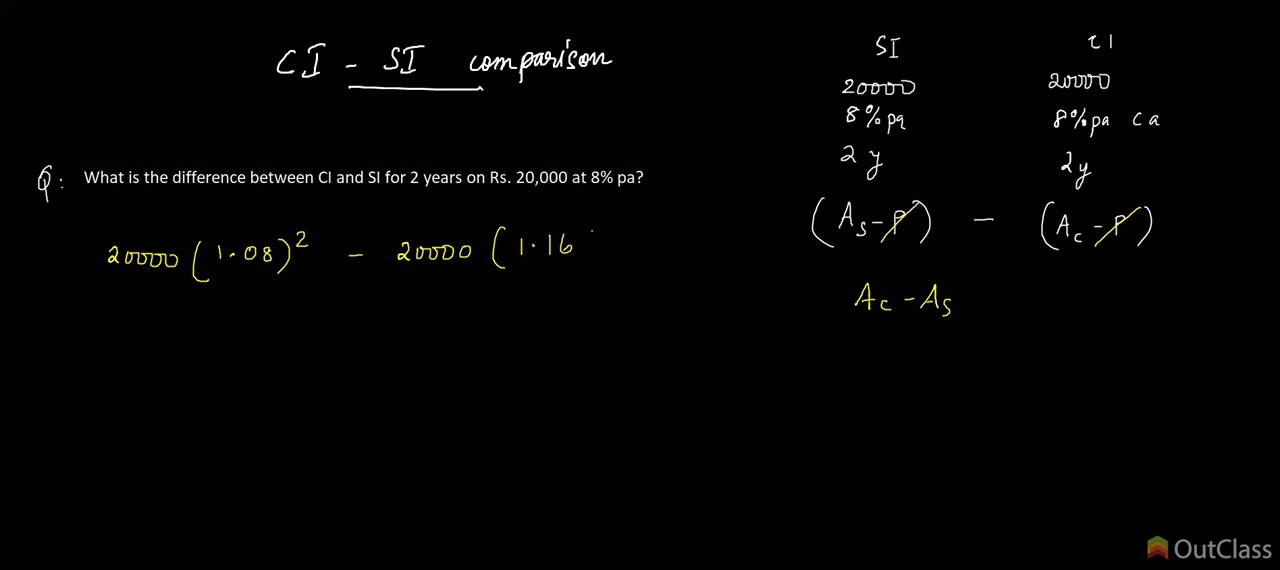 CI - SI comparison
Q: What is the difference between CI and SI for 2 years on Rs. 20,000 at 8% pa?
20000 (1.08)² - 20000 (1.16
SI CI
20000 20000
8% pa 8% pa ca
2 y 2y
(As - P) - (Ac - P)
Ac - As
OutClass